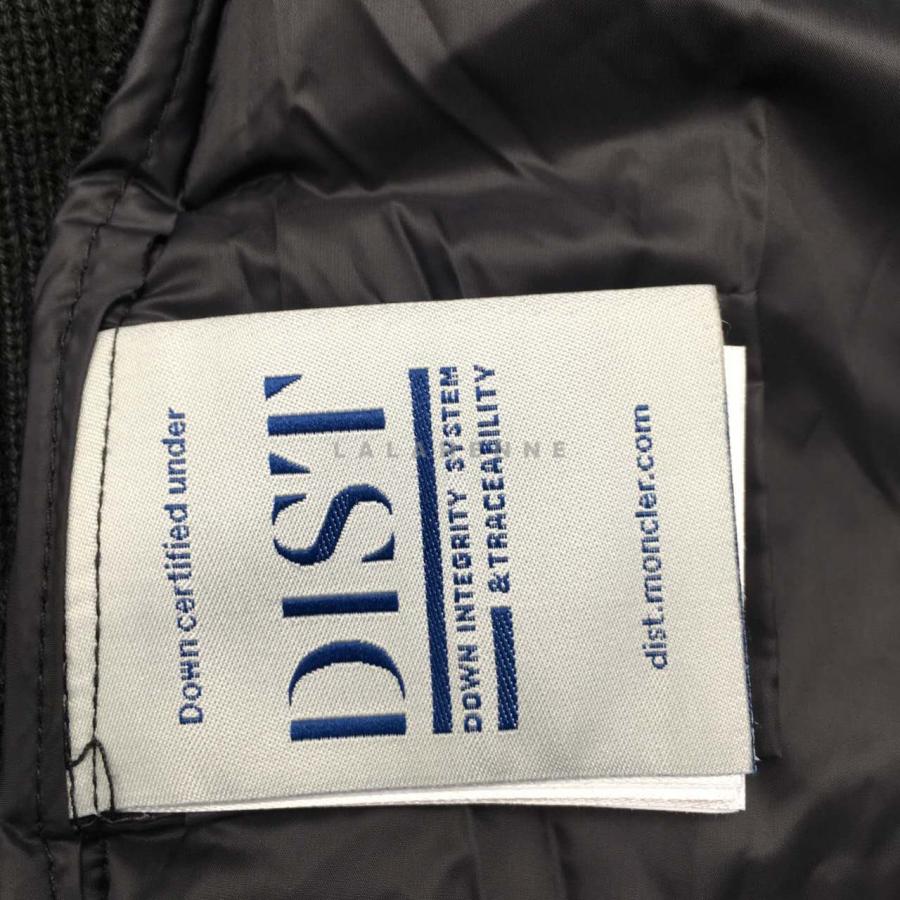 Down certified under
DIST
DOWN INTEGRITY SYSTEM
& TRACEABILITY
dist.moncler.com